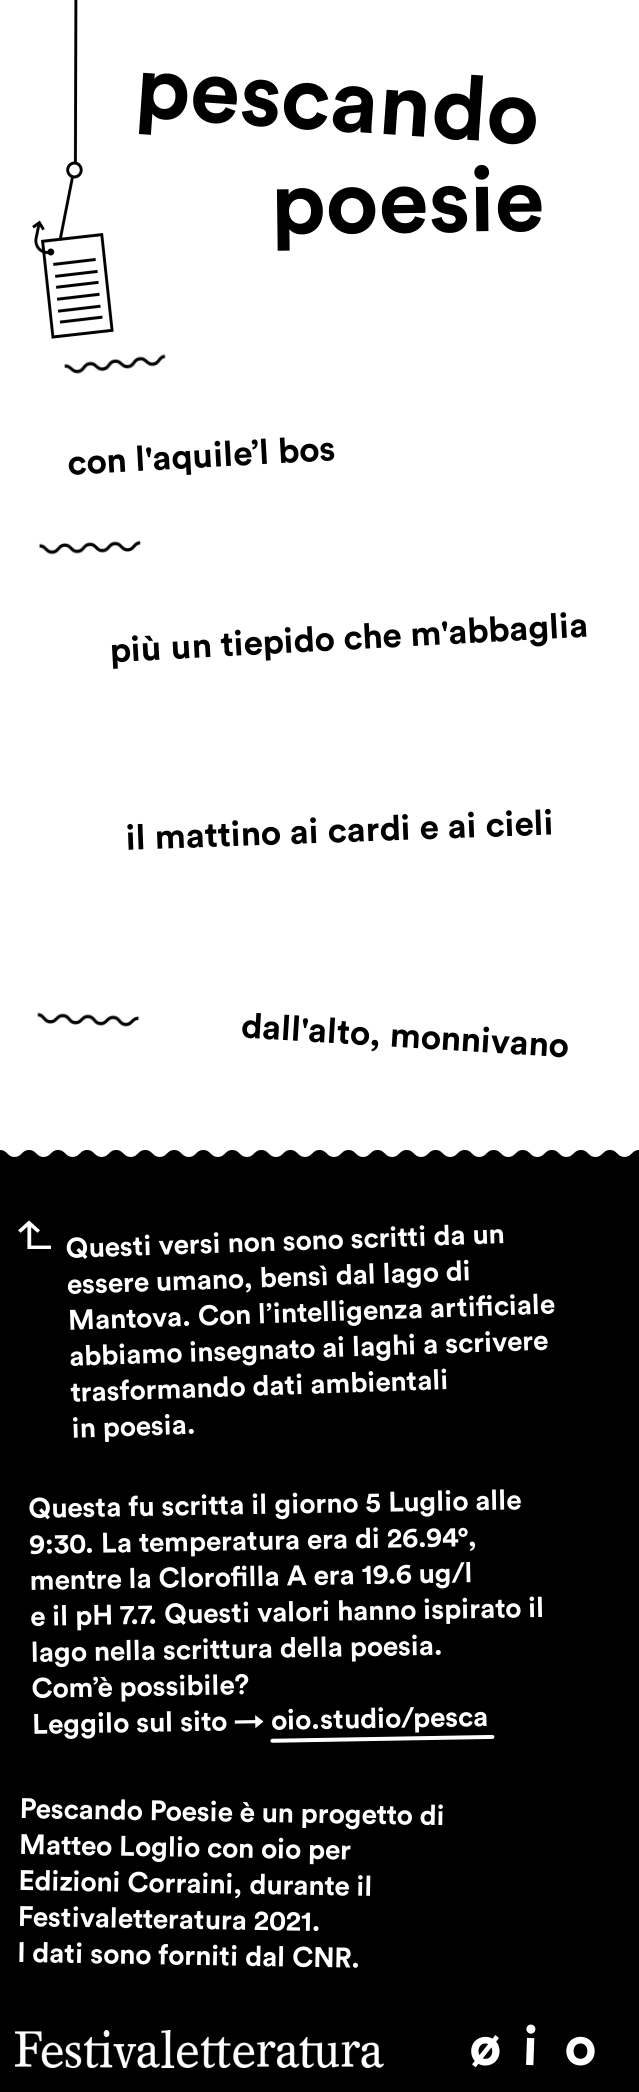 pescando
poesie
con l'aquile’l bos
più un tiepido che m'abbaglia
il mattino ai cardi e ai cieli
dall'alto, monnivano
Questi versi non sono scritti da un
essere umano, bensì dal lago di
Mantova. Con l’intelligenza artificiale
abbiamo insegnato ai laghi a scrivere
trasformando dati ambientali
in poesia.
Questa fu scritta il giorno 5 Luglio alle
9:30. La temperatura era di 26.94°,
mentre la Clorofilla A era 19.6 ug/l
e il pH 7.7. Questi valori hanno ispirato il
lago nella scrittura della poesia.
Com’è possibile?
Leggilo sul sito → oio.studio/pesca
Pescando Poesie è un progetto di
Matteo Loglio con oio per
Edizioni Corraini, durante il
Festivaletteratura 2021.
I dati sono forniti dal CNR.
Festivaletteratura ø i o